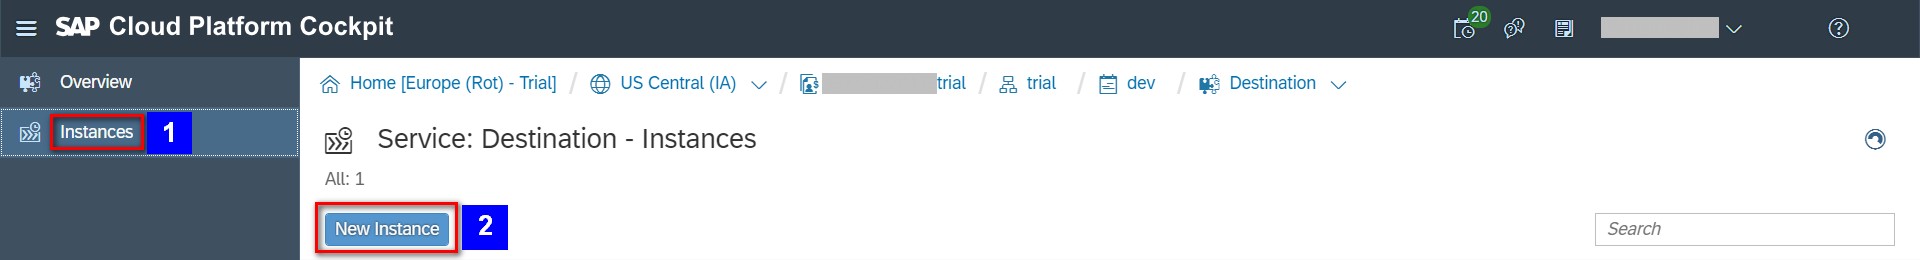 SAP Cloud Platform Cockpit 20
Overview
Home [Europe (Rot) - Trial] / US Central (IA) / trial / trial / dev / Destination
Instances 1
Service: Destination - Instances
All: 1
New Instance 2
Search